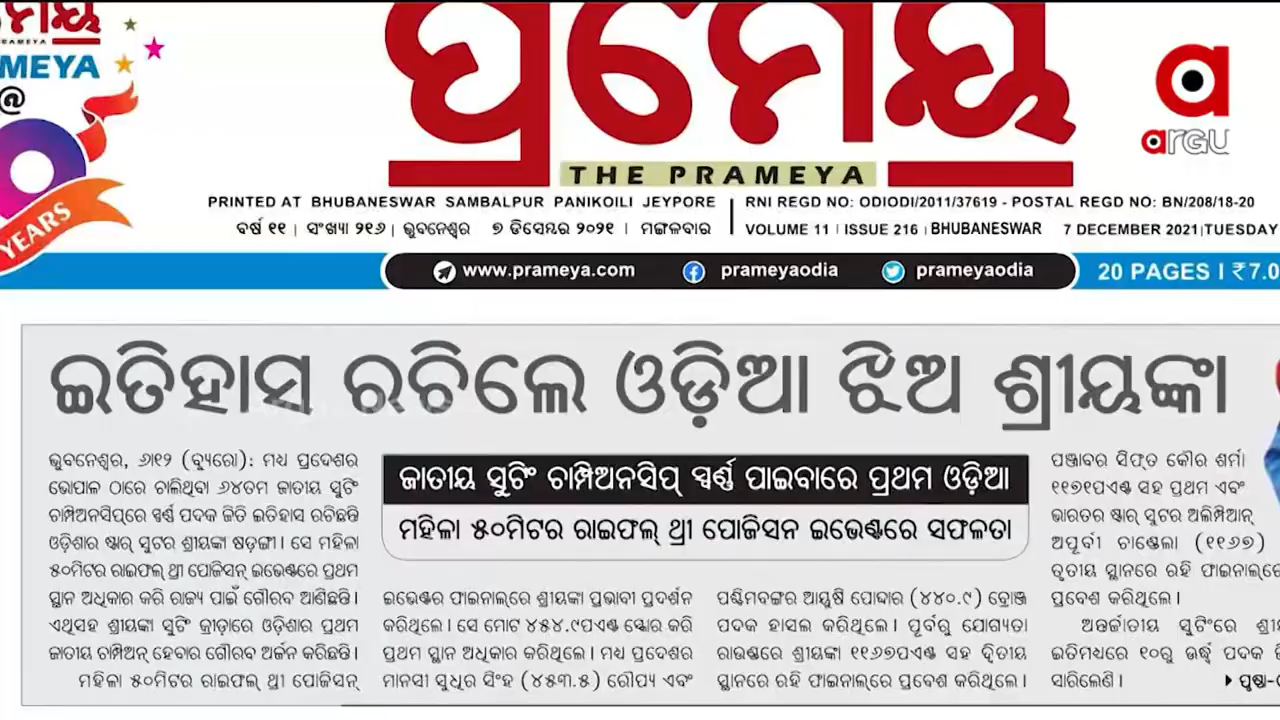 PRAMEYA
MEYA
@
YEARS
ପ୍ରମେୟ
THE PRAMEYA
argu
PRINTED AT BHUBANESWAR SAMBALPUR PANIKOILI JEYPORE
RNI REGD NO: ODIODI/2011/37619 - POSTAL REGD NO: BN/208/18-20
ବର୍ଷ ୧୧ | ସଂଖ୍ୟା ୨୧୬ | ଭୁବନେଶ୍ୱର ୭ ଡିସେମ୍ବର ୨୦୨୧ | ମଙ୍ଗଳବାର
VOLUME 11 I ISSUE 216 | BHUBANESWAR 7 DECEMBER 2021|TUESDAY
www.prameya.com prameyaodia prameyaodia
20 PAGES I ₹7.0
ଇତିହାସ ରଚିଲେ ଓଡ଼ିଆ ଝିଅ ଶ୍ରୀୟଙ୍କା
ଭୁବନେଶ୍ୱର, ୬।୧୨ (ବ୍ୟୁରୋ): ମଧ୍ୟ ପ୍ରଦେଶର
ଭୋପାଳ ଠାରେ ଚାଲିଥିବା ୬୪ତମ ଜାତୀୟ ସୁଟିଂ
ଚାମ୍ପିଅନସିପ୍‌ରେ ସ୍ୱର୍ଣ୍ଣ ପଦକ ଜିତି ଇତିହାସ ରଚିଛନ୍ତି
ଓଡ଼ିଶାର ଷ୍ଟାର୍ ସୁଟର ଶ୍ରୀୟଙ୍କା ଷଡ଼ଙ୍ଗୀ। ସେ ମହିଳା
୫୦ମିଟର ରାଇଫଲ୍ ଥ୍ରୀ ପୋଜିସନ୍ ଇଭେଣ୍ଟରେ ପ୍ରଥମ
ସ୍ଥାନ ଅଧିକାର କରି ରାଜ୍ୟ ପାଇଁ ଗୌରବ ଆଣିଛନ୍ତି।
ଏଥିସହ ଶ୍ରୀୟଙ୍କା ସୁଟିଂ କ୍ରୀଡ଼ାରେ ଓଡ଼ିଶାର ପ୍ରଥମ
ଜାତୀୟ ଚାମ୍ପିଅନ୍ ହେବାର ଗୌରବ ଅର୍ଜନ କରିଛନ୍ତି।
ମହିଳା ୫୦ମିଟର ରାଇଫଲ୍ ଥ୍ରୀ ପୋଜିସନ୍
ଜାତୀୟ ସୁଟିଂ ଚାମ୍ପିଅନସିପ୍ ସ୍ୱର୍ଣ୍ଣ ପାଇବାରେ ପ୍ରଥମ ଓଡ଼ିଆ
ମହିଳା ୫୦ମିଟର ରାଇଫଲ୍ ଥ୍ରୀ ପୋଜିସନ ଇଭେଣ୍ଟରେ ସଫଳତା
ଇଭେଣ୍ଟର ଫାଇନାଲ୍‌ରେ ଶ୍ରୀୟଙ୍କା ପ୍ରଭାବୀ ପ୍ରଦର୍ଶନ
କରିଥିଲେ। ସେ ମୋଟ ୪୫୪.୯ପଏଣ୍ଟ ସ୍କୋର କରି
ପ୍ରଥମ ସ୍ଥାନ ଅଧିକାର କରିଥିଲେ। ମଧ୍ୟ ପ୍ରଦେଶର
ମାନସୀ ସୁଧିର ସିଂହ (୪୫୩.୫) ରୌପ୍ୟ ଏବଂ
ପଶ୍ଚିମବଙ୍ଗର ଆୟୁଷି ପୋଦ୍ଦାର (୪୪୦.୯) ବ୍ରୋଞ୍ଜ
ପଦକ ହାସଲ କରିଥିଲେ। ପୂର୍ବରୁ ଯୋଗ୍ୟତା
ରାଉଣ୍ଡରେ ଶ୍ରୀୟଙ୍କା ୧୧୬୭ପଏଣ୍ଟ ସହ ଦ୍ୱିତୀୟ
ସ୍ଥାନରେ ରହି ଫାଇନାଲ୍‌ରେ ପ୍ରବେଶ କରିଥିଲେ।
ପଞ୍ଜାବର ସିଫ୍ତ କୌର ଶର୍ମା
୧୧୭୧ପଏଣ୍ଟ ସହ ପ୍ରଥମ ଏବଂ
ଭାରତର ଷ୍ଟାର୍ ସୁଟର ଅଲିମ୍ପିଆନ୍
ଅପୂର୍ବୀ ଚାଣ୍ଡେଲା (୧୧୬୭)
ତୃତୀୟ ସ୍ଥାନରେ ରହି ଫାଇନାଲ୍‌ରେ
ପ୍ରବେଶ କରିଥିଲେ।
ଅନ୍ତର୍ଜାତୀୟ ସୁଟିଂରେ
ଇତିମଧ୍ୟରେ ୧୦ରୁ ଊର୍ଦ୍ଧ୍ୱ ପଦକ
ସାରିଲେଣି। ପୃଷ୍ଠା-